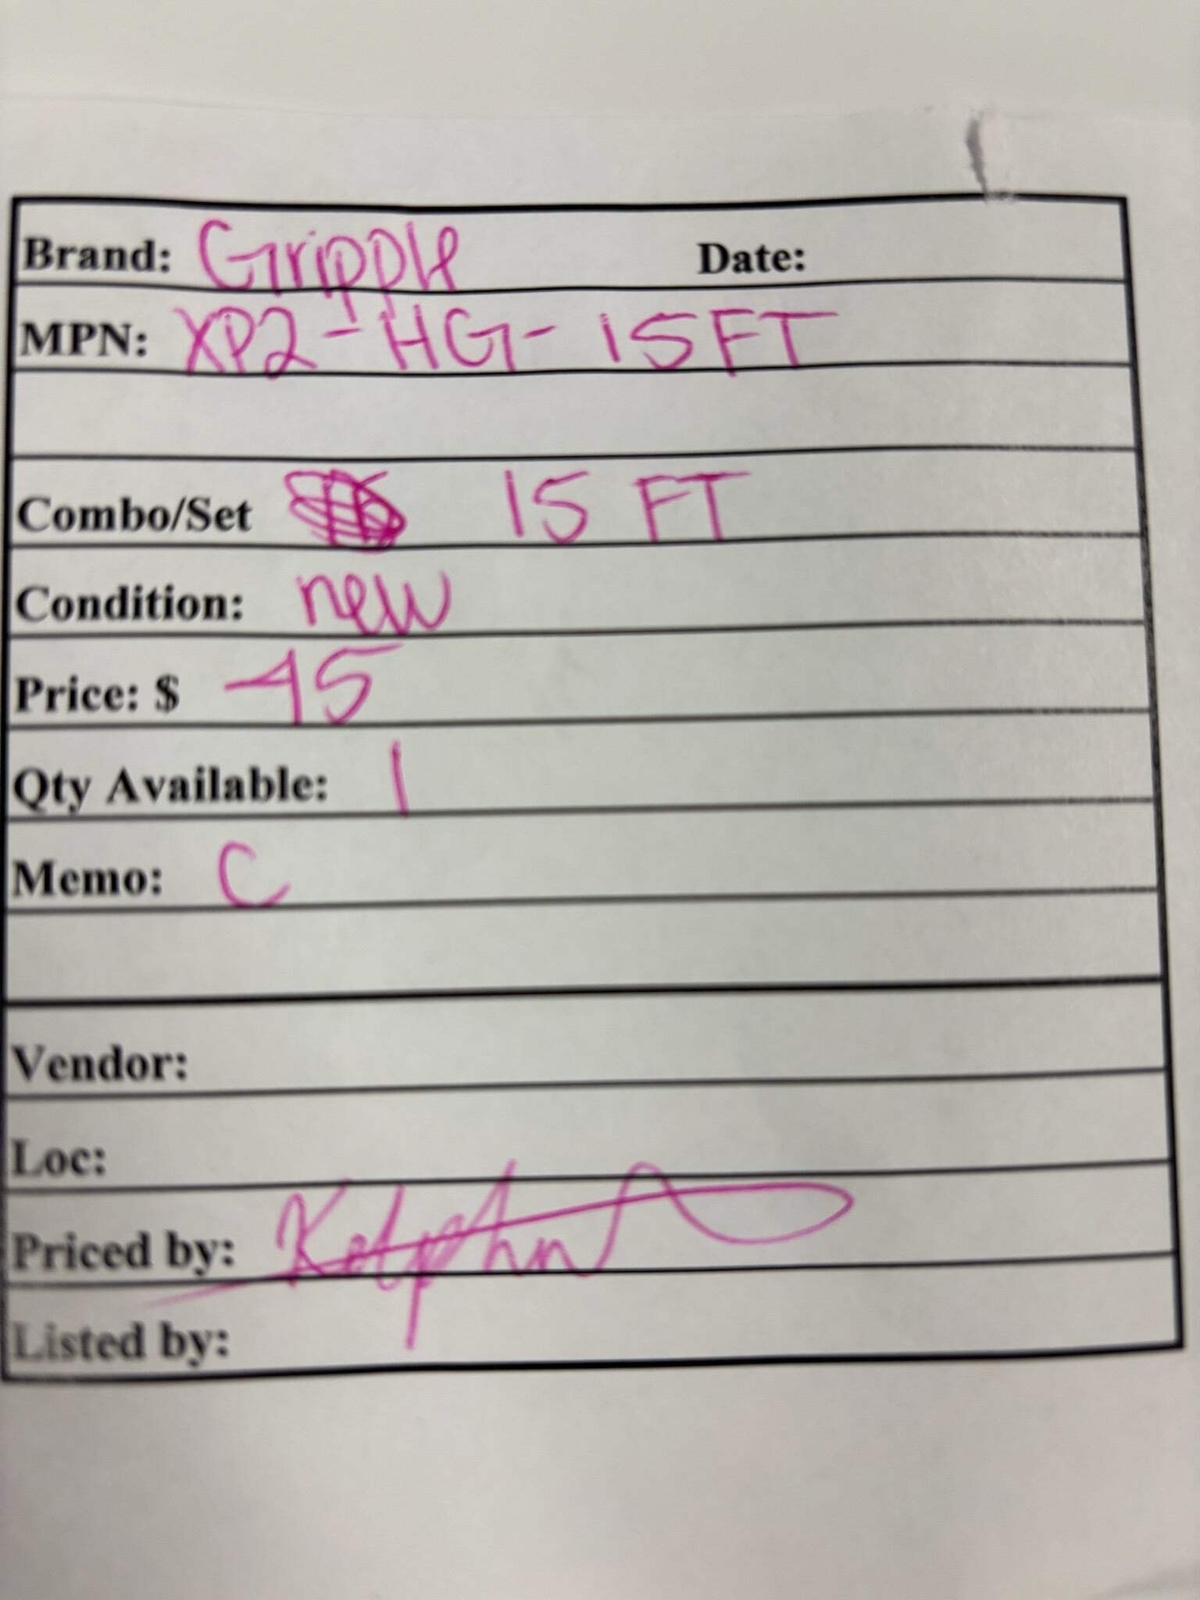 Brand: Gripple Date:
MPN: XP2-HG-15FT
Combo/Set 15 FT
Condition: new
Price: $ 45
Qty Available: 1
Memo: C
Vendor:
Loc:
Priced by:
Listed by: